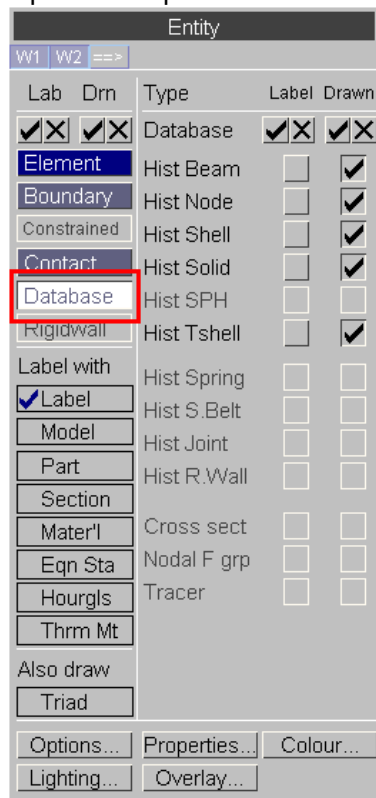 Entity
W1 W2 ==>
Lab Drn Type Label Drawn
Database
Element Hist Beam
Boundary Hist Node
Constrained Hist Shell
Contact Hist Solid
Database Hist SPH
Rigidwall Hist Tshell
Label with Hist Spring
Label Hist S.Belt
Model Hist Joint
Part Hist R.Wall
Section
Mater'l Cross sect
Eqn Sta Nodal F grp
Hourgls Tracer
Thrm Mt
Also draw
Triad
Options... Properties... Colour...
Lighting... Overlay...